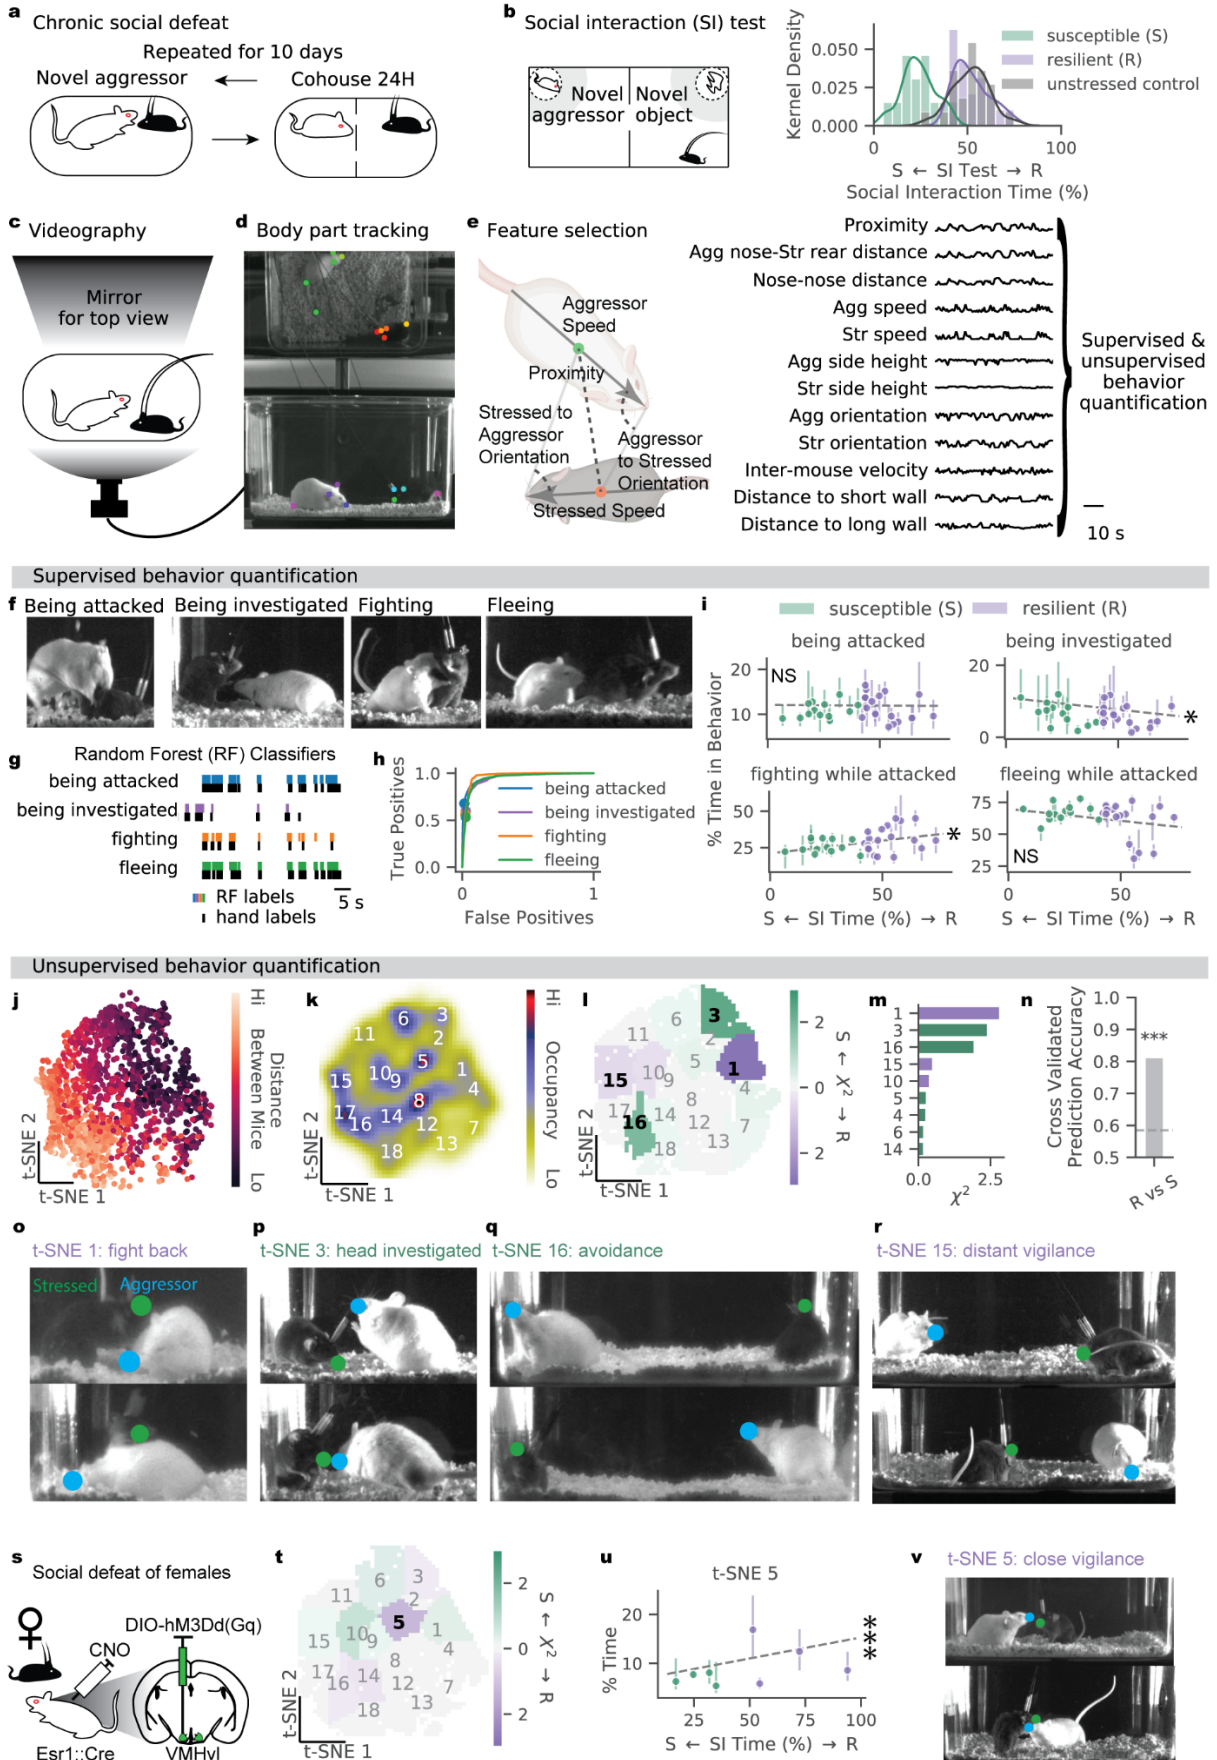 a Chronic social defeat
Repeated for 10 days
Novel aggressor
Cohouse 24H
b Social interaction (SI) test
Novel aggressor
Novel object
Kernel Density
0.050
0.025
0.000
0
50
100
susceptible (S)
resilient (R)
unstressed control
S ← SI Test → R
Social Interaction Time (%)
c Videography
Mirror
for top view
d Body part tracking
e Feature selection
Aggressor
Speed
Proximity
Stressed to
Aggressor
Orientation
Aggressor
to Stressed
Orientation
Stressed Speed
Proximity
Agg nose-Str rear distance
Nose-nose distance
Agg speed
Str speed
Agg side height
Str side height
Agg orientation
Str orientation
Inter-mouse velocity
Distance to short wall
Distance to long wall
10 s
Supervised &
unsupervised
behavior
quantification
Supervised behavior quantification
f Being attacked
Being investigated
Fighting
Fleeing
g Random Forest (RF) Classifiers
being attacked
being investigated
fighting
fleeing
RF labels
hand labels
5 s
h
True Positives
1.0
0.5
0.0
0
1
False Positives
being attacked
being investigated
fighting
fleeing
i
susceptible (S)
resilient (R)
% Time in Behavior
being attacked
20
10
NS
being investigated
20
0
*
fighting while attacked
50
25
50
*
fleeing while attacked
75
50
25
50
NS
S ← SI Time (%) → R
S ← SI Time (%) → R
Unsupervised behavior quantification
j
t-SNE 2
t-SNE 1
Hi
Distance
Between Mice
Lo
k
11
6
3
2
5
1
4
10
9
15
8
17
16
14
12
7
13
18
t-SNE 2
t-SNE 1
Hi
Occupancy
Lo
l
11
6
3
2
5
1
4
10
9
15
8
17
16
14
12
7
13
18
t-SNE 2
t-SNE 1
2
0
2
S ← χ² → R
m
1
3
16
15
10
5
4
6
14
0.0
2.5
χ²
n
Cross Validated
Prediction Accuracy
1.0
0.9
0.8
0.7
0.6
0.5
***
R vs S
o
t-SNE 1: fight back
Stressed
Aggressor
p
t-SNE 3: head investigated
q
t-SNE 16: avoidance
r
t-SNE 15: distant vigilance
s
Social defeat of females
♀
CNO
DIO-hM3Dd(Gq)
Esr1::Cre
VMHvl
t
11
6
3
2
5
1
4
10
9
15
8
17
16
14
12
7
13
18
t-SNE 2
t-SNE 1
2
0
2
S ← χ² → R
u
t-SNE 5
% Time
20
10
25
50
75
100
***
S ← SI Time (%) → R
v
t-SNE 5: close vigilance